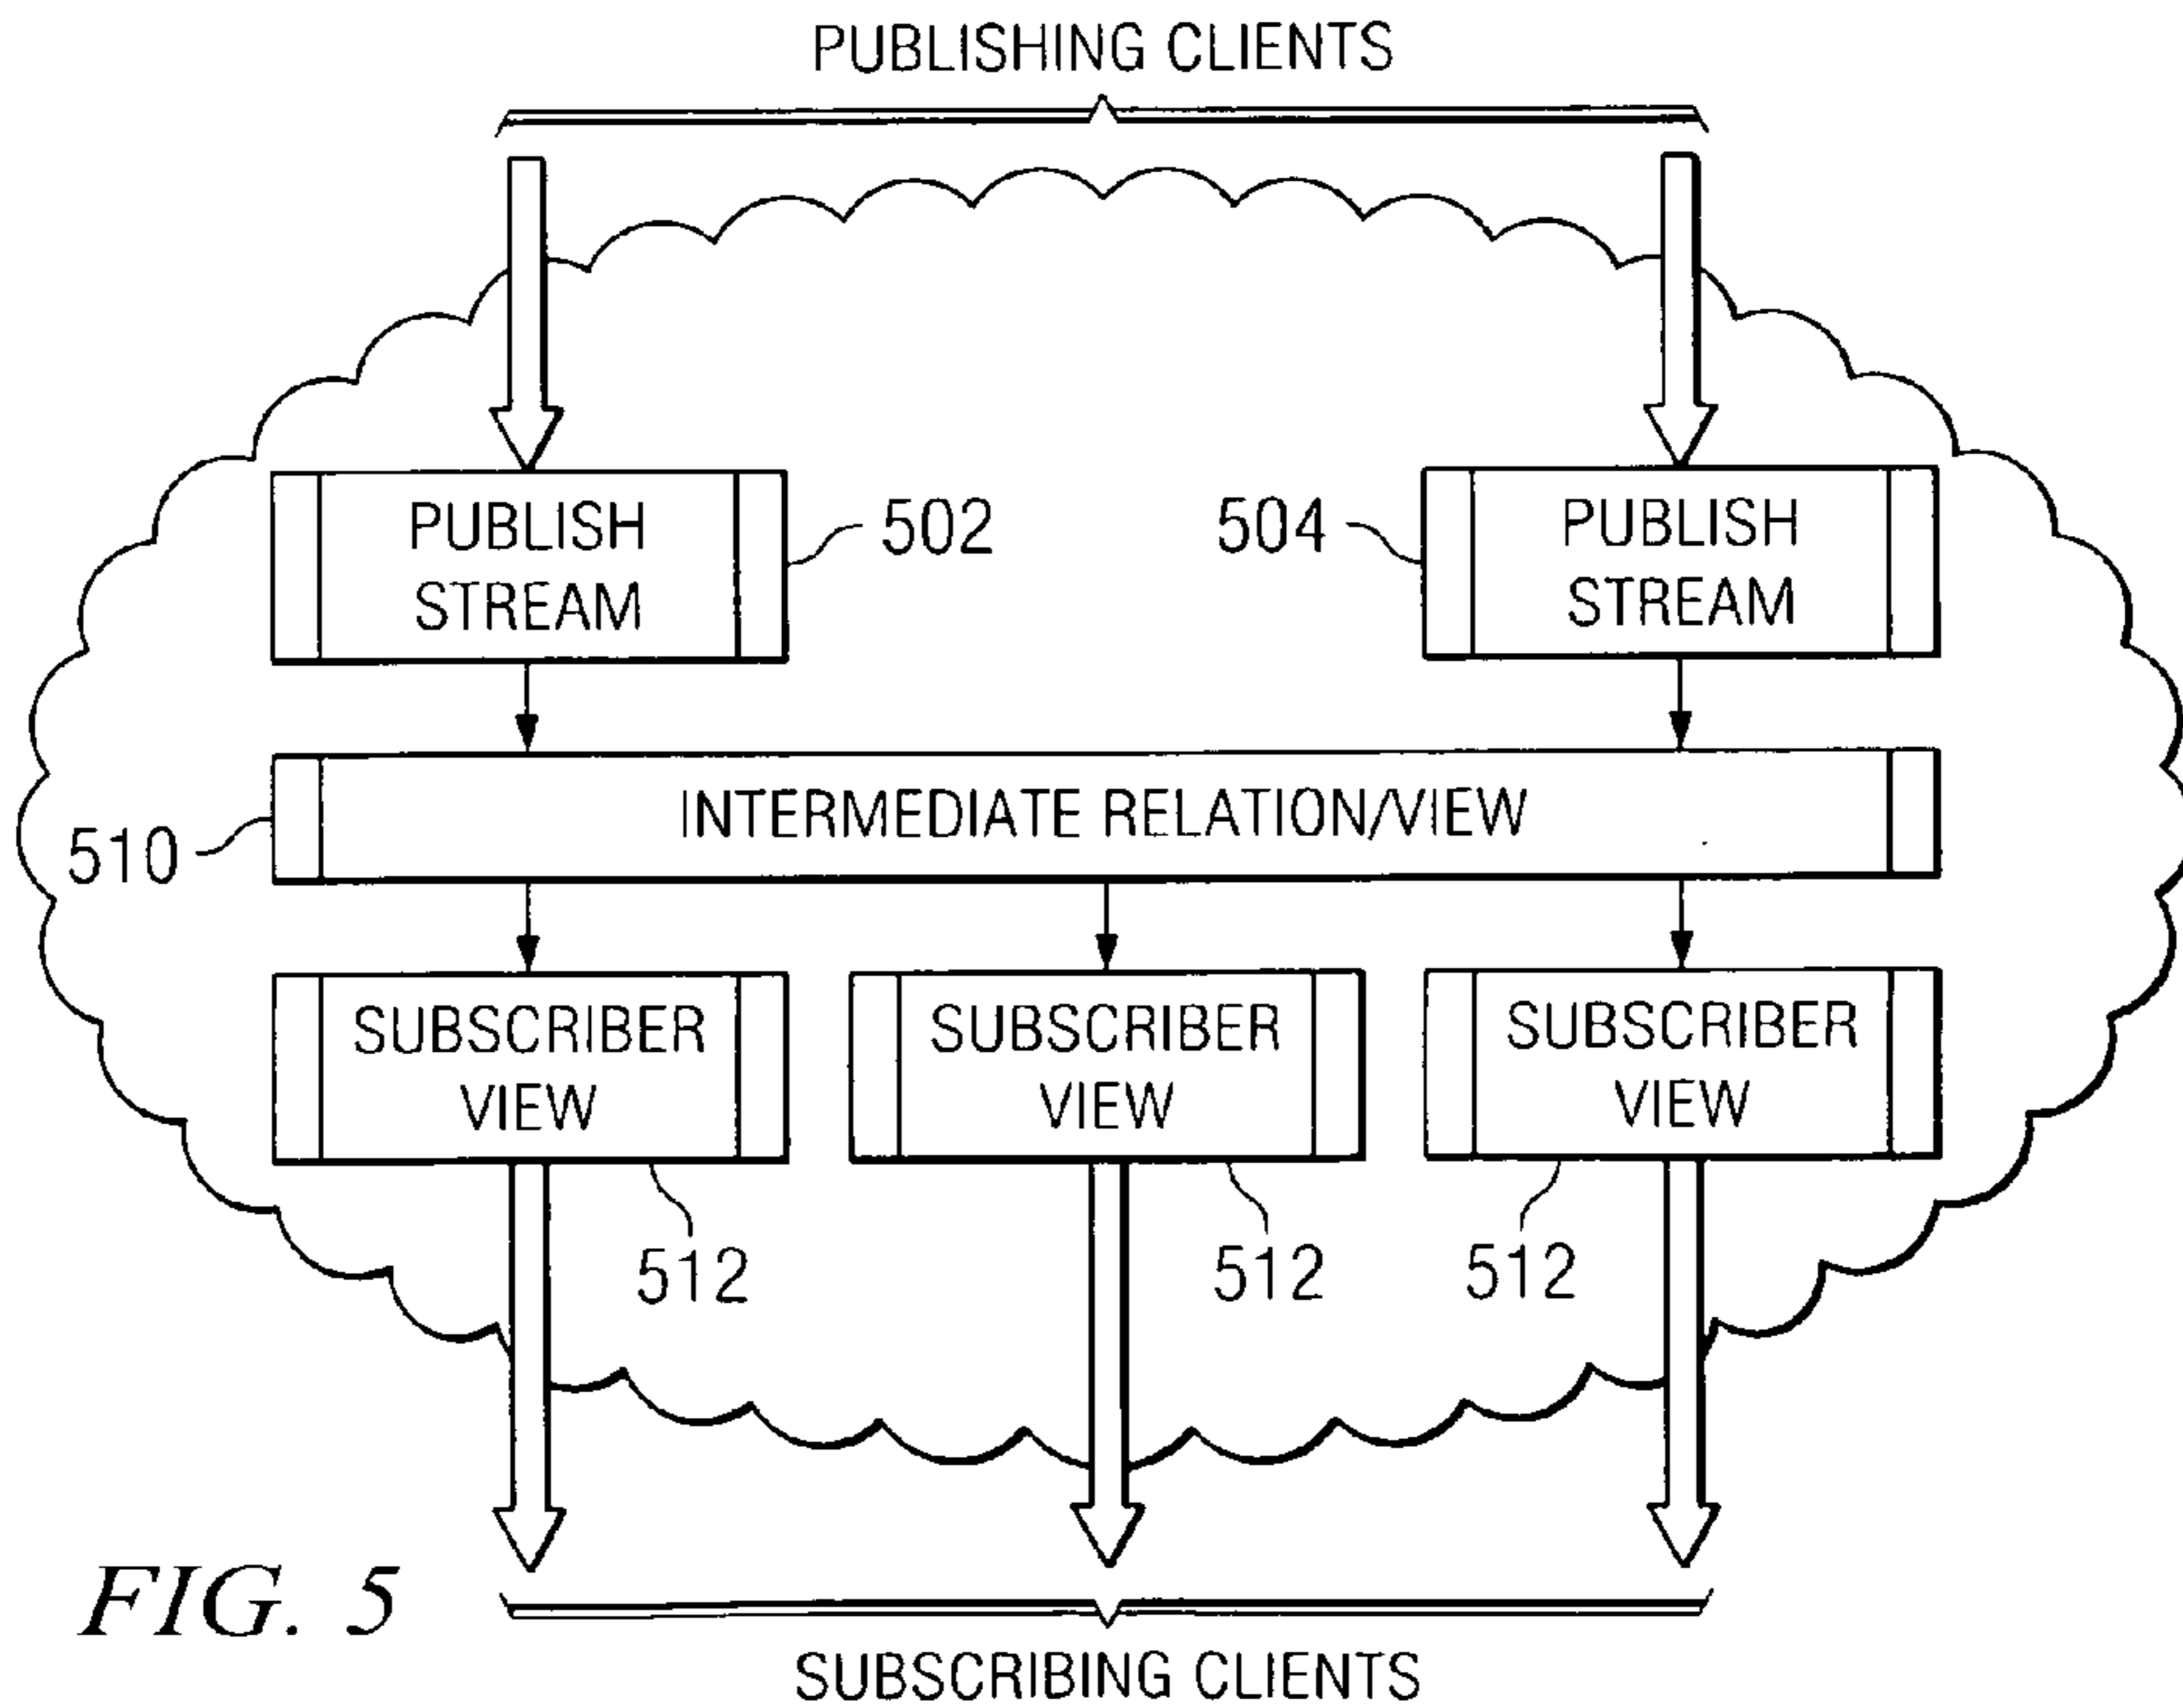 PUBLISHING CLIENTS
PUBLISH
STREAM
502
504
PUBLISH
STREAM
INTERMEDIATE RELATION/VIEW
510
SUBSCRIBER
VIEW
SUBSCRIBER
VIEW
SUBSCRIBER
VIEW
512
512
512
FIG. 5
SUBSCRIBING CLIENTS